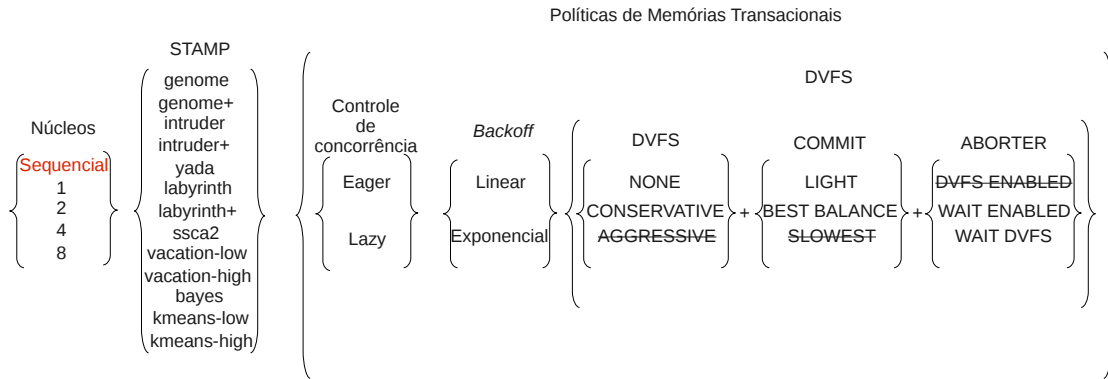 Políticas de Memórias Transacionais
STAMP
DVFS
genome
genome+
intruder
intruder+
yada
labyrinth
labyrinth+
ssca2
vacation-low
vacation-high
bayes
kmeans-low
kmeans-high
Núcleos
Sequencial
1
2
4
8
Controle
de
concorrência
Eager
Lazy
Backoff
Linear
Exponencial
DVFS
NONE
CONSERVATIVE
AGGRESSIVE
+
COMMIT
LIGHT
BEST BALANCE
SLOWEST
+
ABORTER
DVFS ENABLED
WAIT ENABLED
WAIT DVFS